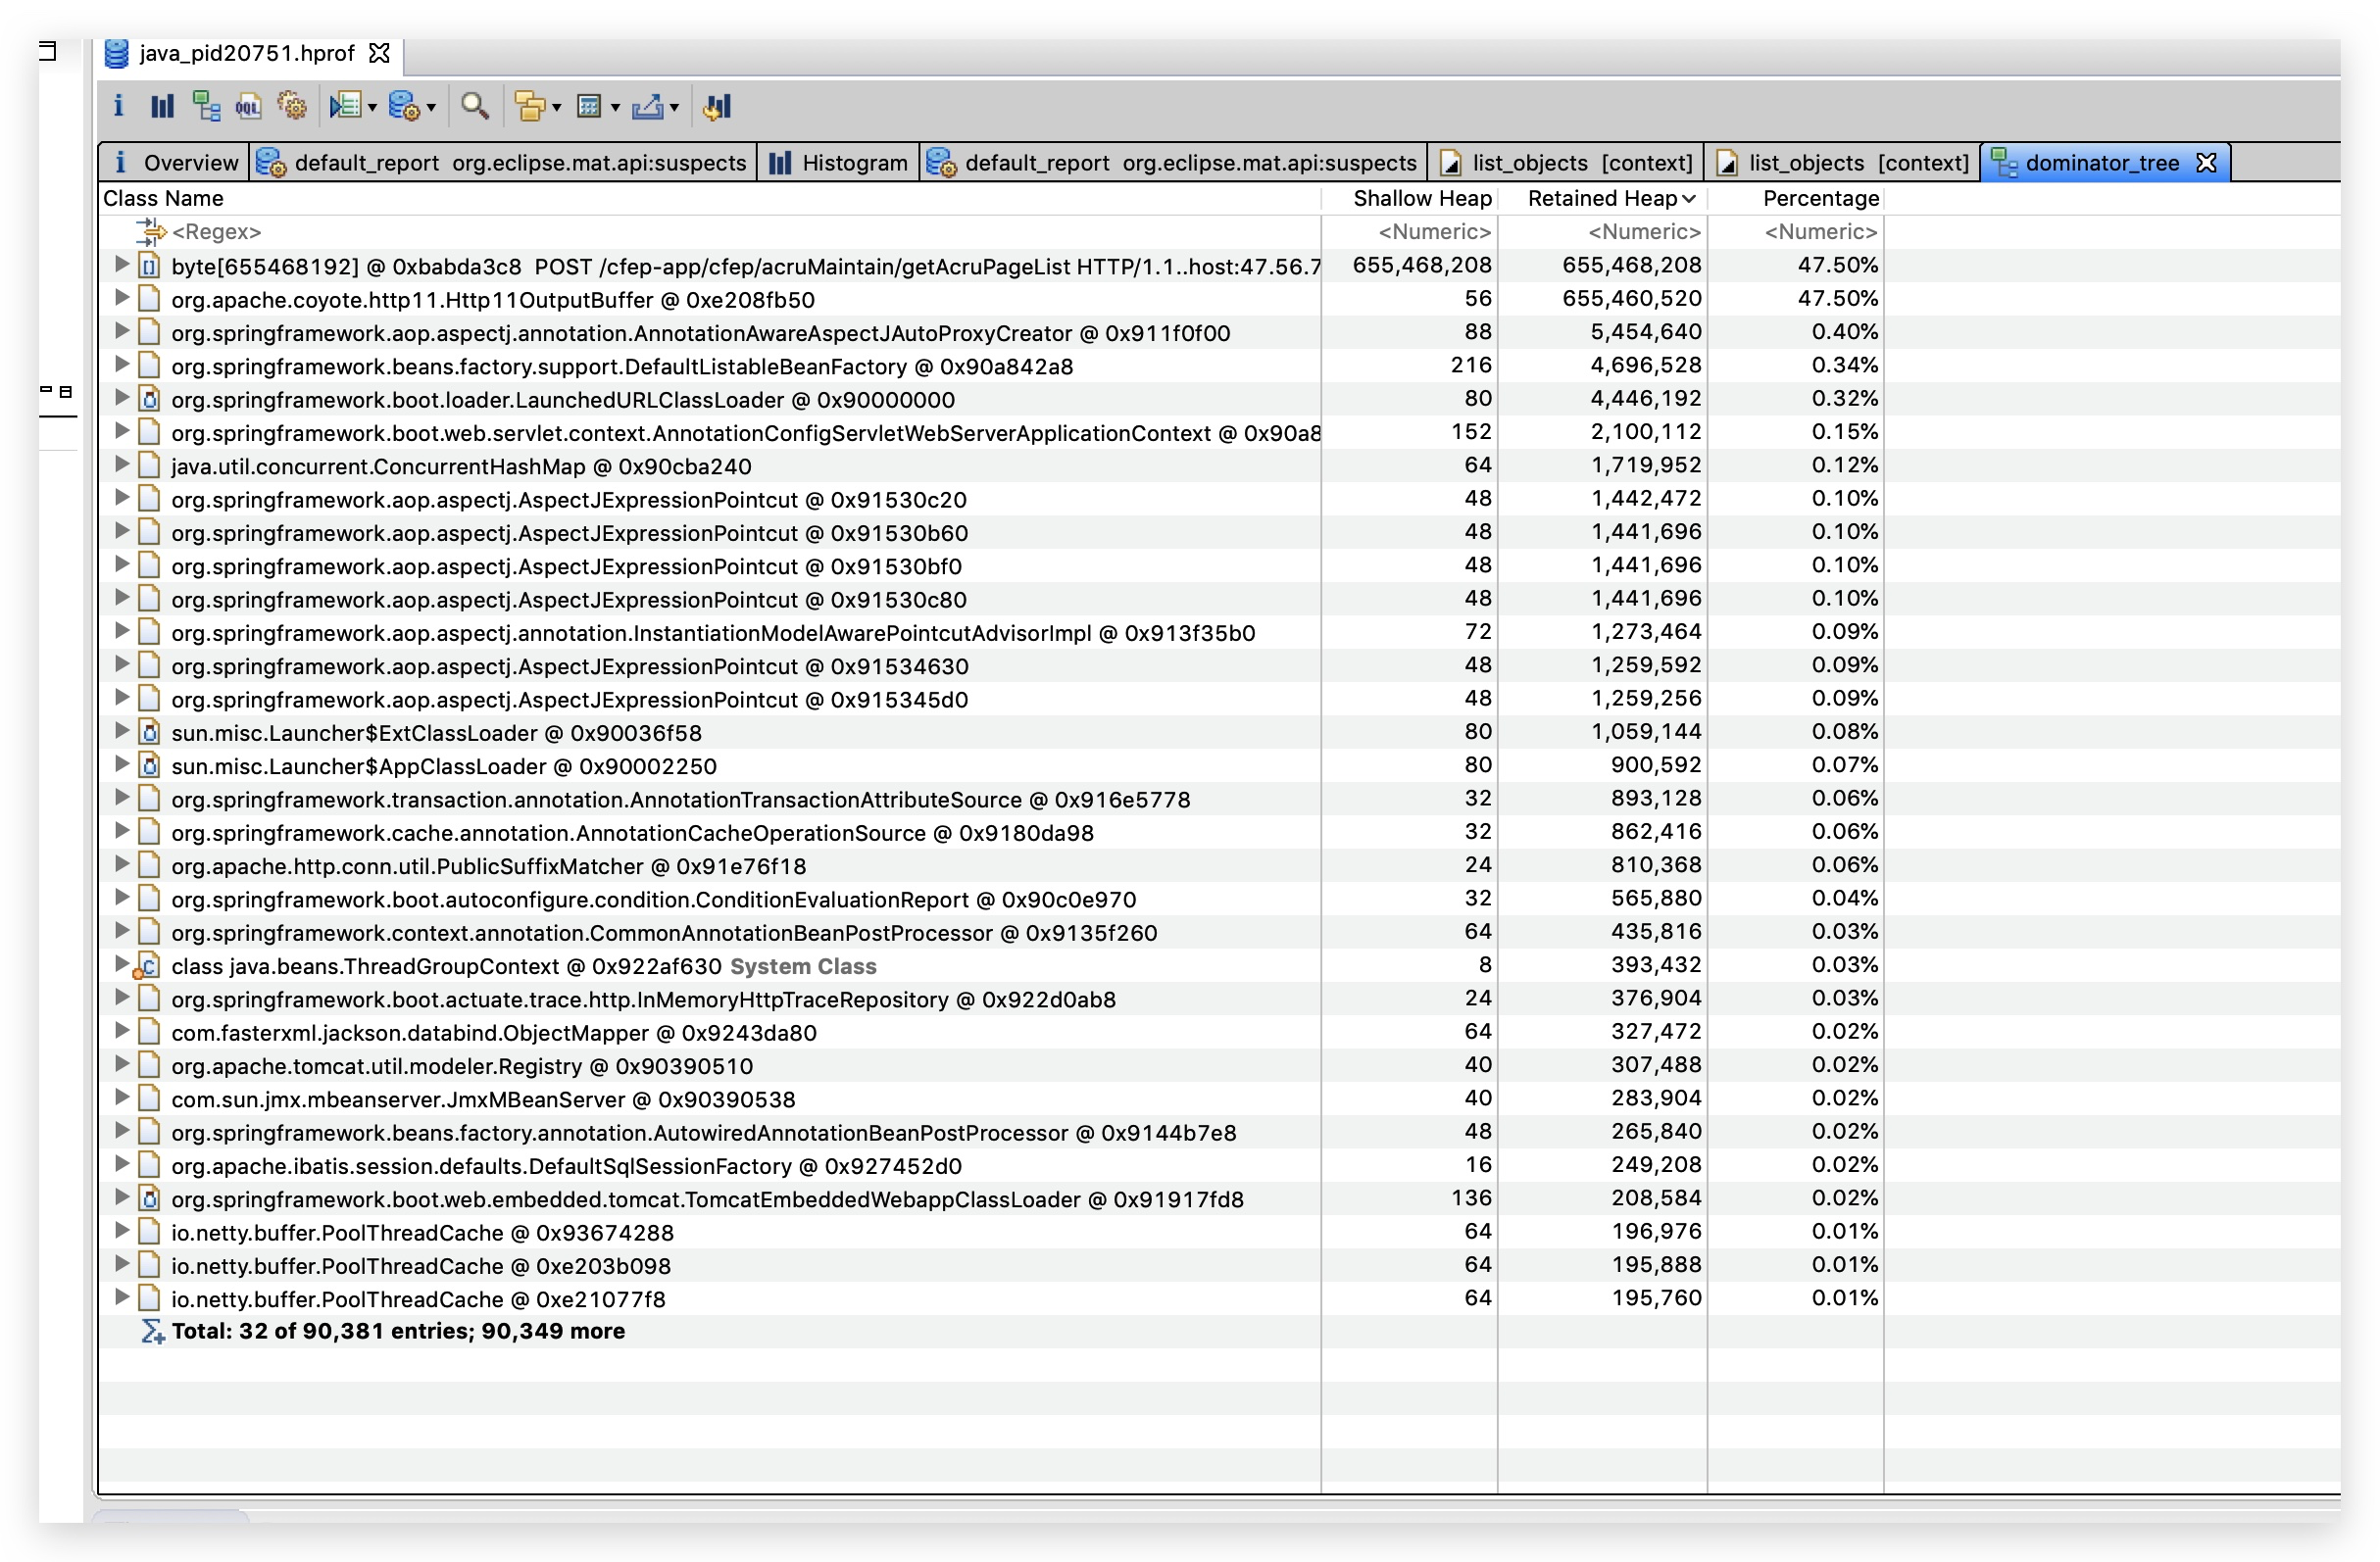 java_pid20751.hprof
Overview default_report org.eclipse.mat.api:suspects Histogram default_report org.eclipse.mat.api:suspects list_objects [context] list_objects [context] dominator_tree
Class Name Shallow Heap Retained Heap Percentage
<Regex> <Numeric> <Numeric> <Numeric>
byte[655468192] @ 0xbabda3c8 POST /cfep-app/cfep/acruMaintain/getAcruPageList HTTP/1.1..host:47.56.7 655,468,208 655,468,208 47.50%
org.apache.coyote.http11.Http11OutputBuffer @ 0xe208fb50 56 655,460,520 47.50%
org.springframework.aop.aspectj.annotation.AnnotationAwareAspectJAutoProxyCreator @ 0x911f0f00 88 5,454,640 0.40%
org.springframework.beans.factory.support.DefaultListableBeanFactory @ 0x90a842a8 216 4,696,528 0.34%
org.springframework.boot.loader.LaunchedURLClassLoader @ 0x90000000 80 4,446,192 0.32%
org.springframework.boot.web.servlet.context.AnnotationConfigServletWebServerApplicationContext @ 0x90a8 152 2,100,112 0.15%
java.util.concurrent.ConcurrentHashMap @ 0x90cba240 64 1,719,952 0.12%
org.springframework.aop.aspectj.AspectJExpressionPointcut @ 0x91530c20 48 1,442,472 0.10%
org.springframework.aop.aspectj.AspectJExpressionPointcut @ 0x91530b60 48 1,441,696 0.10%
org.springframework.aop.aspectj.AspectJExpressionPointcut @ 0x91530bf0 48 1,441,696 0.10%
org.springframework.aop.aspectj.AspectJExpressionPointcut @ 0x91530c80 48 1,441,696 0.10%
org.springframework.aop.aspectj.annotation.InstantiationModelAwarePointcutAdvisorImpl @ 0x913f35b0 72 1,273,464 0.09%
org.springframework.aop.aspectj.AspectJExpressionPointcut @ 0x91534630 48 1,259,592 0.09%
org.springframework.aop.aspectj.AspectJExpressionPointcut @ 0x915345d0 48 1,259,256 0.09%
sun.misc.Launcher$ExtClassLoader @ 0x90036f58 80 1,059,144 0.08%
sun.misc.Launcher$AppClassLoader @ 0x90002250 80 900,592 0.07%
org.springframework.transaction.annotation.AnnotationTransactionAttributeSource @ 0x916e5778 32 893,128 0.06%
org.springframework.cache.annotation.AnnotationCacheOperationSource @ 0x9180da98 32 862,416 0.06%
org.apache.http.conn.util.PublicSuffixMatcher @ 0x91e76f18 24 810,368 0.06%
org.springframework.boot.autoconfigure.condition.ConditionEvaluationReport @ 0x90c0e970 32 565,880 0.04%
org.springframework.context.annotation.CommonAnnotationBeanPostProcessor @ 0x9135f260 64 435,816 0.03%
class java.beans.ThreadGroupContext @ 0x922af630 System Class 8 393,432 0.03%
org.springframework.boot.actuate.trace.http.InMemoryHttpTraceRepository @ 0x922d0ab8 24 376,904 0.03%
com.fasterxml.jackson.databind.ObjectMapper @ 0x9243da80 64 327,472 0.02%
org.apache.tomcat.util.modeler.Registry @ 0x90390510 40 307,488 0.02%
com.sun.jmx.mbeanserver.JmxMBeanServer @ 0x90390538 40 283,904 0.02%
org.springframework.beans.factory.annotation.AutowiredAnnotationBeanPostProcessor @ 0x9144b7e8 48 265,840 0.02%
org.apache.ibatis.session.defaults.DefaultSqlSessionFactory @ 0x927452d0 16 249,208 0.02%
org.springframework.boot.web.embedded.tomcat.TomcatEmbeddedWebappClassLoader @ 0x91917fd8 136 208,584 0.02%
io.netty.buffer.PoolThreadCache @ 0x93674288 64 196,976 0.01%
io.netty.buffer.PoolThreadCache @ 0xe203b098 64 195,888 0.01%
io.netty.buffer.PoolThreadCache @ 0xe21077f8 64 195,760 0.01%
Total: 32 of 90,381 entries; 90,349 more